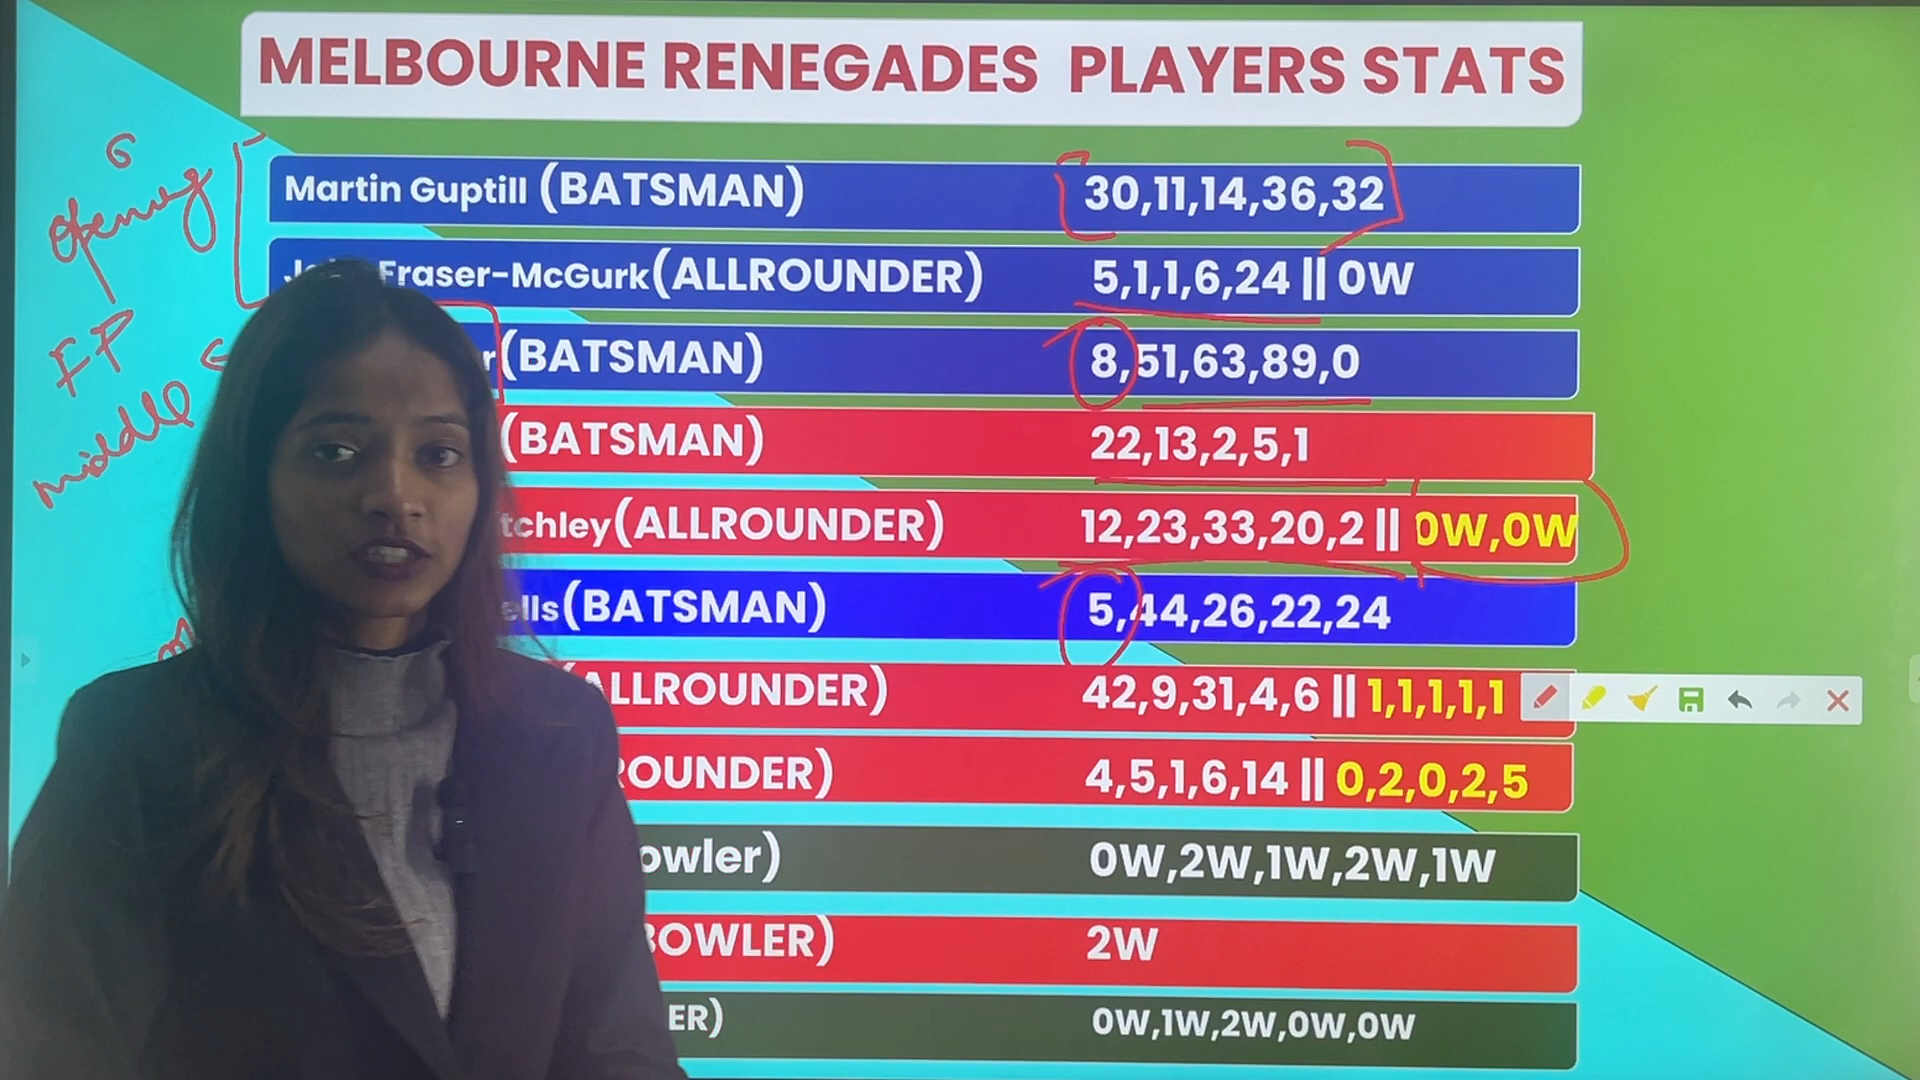 MELBOURNE RENEGADES PLAYERS STATS
Martin Guptill (BATSMAN) 30,11,14,36,32
Fraser-McGurk(ALLROUNDER) 5,1,1,6,24 || 0W
r(BATSMAN) 8,51,63,89,0
(BATSMAN) 22,13,2,5,1
tchley(ALLROUNDER) 12,23,33,20,2 || 0W,0W
ells(BATSMAN) 5,44,26,22,24
(ALLROUNDER) 42,9,31,4,6 || 1,1,1,1,1
ROUNDER) 4,5,1,6,14 || 0,2,0,2,5
owler) 0W,2W,1W,2W,1W
BOWLER) 2W
ER) 0W,1W,2W,0W,0W
opening
FP
middle